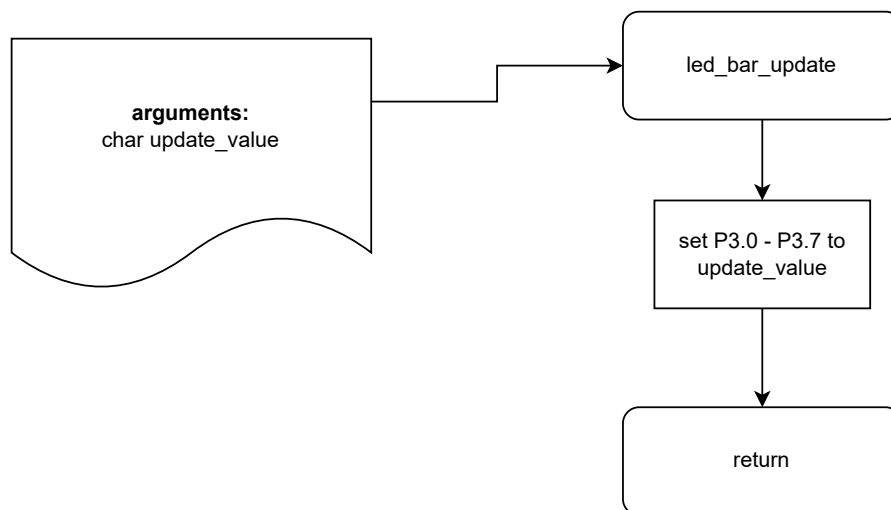 arguments:
char update_value
led_bar_update
set P3.0 - P3.7 to
update_value
return